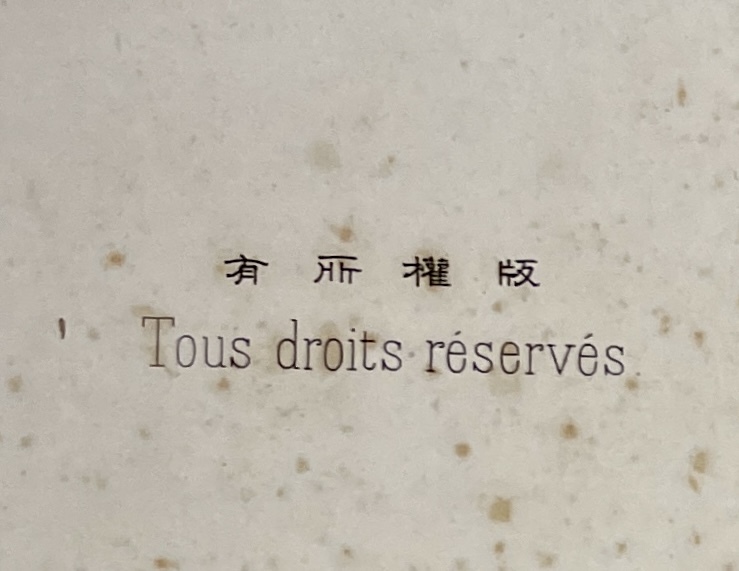 版權所有
Tous droits réservés.